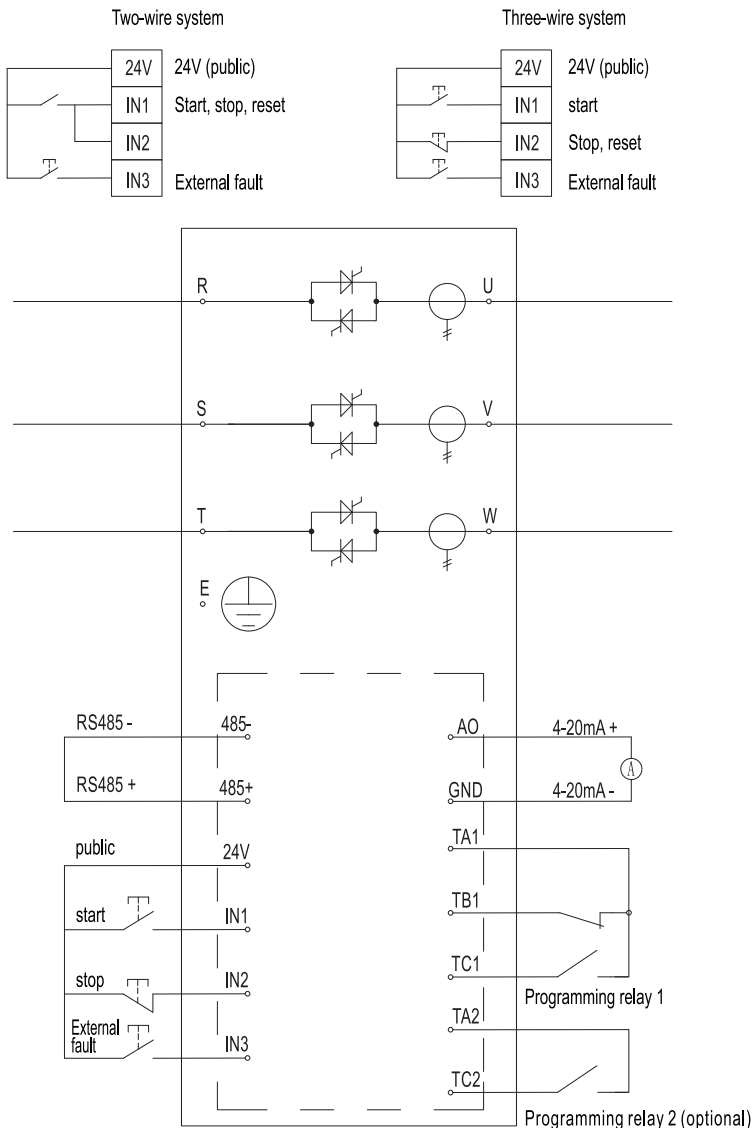 Two-wire system
24V 24V (public)
IN1 Start, stop, reset
IN2
IN3 External fault
Three-wire system
24V 24V (public)
IN1 start
IN2 Stop, reset
IN3 External fault
R U
S V
T W
E
RS485 - 485-
RS485 + 485+
public 24V
start IN1
stop IN2
External
fault IN3
AO 4-20mA +
A
GND 4-20mA -
TA1
TB1
TC1
Programming relay 1
TA2
TC2
Programming relay 2 (optional)